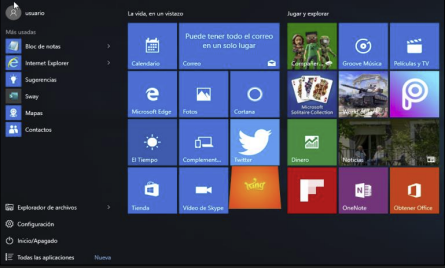 usuario
La vida, en un vistazo
Jugar y explorar
Más usadas
Bloc de notas
Internet Explorer
Sugerencias
Sway
Mapas
Contactos
Calendario
Puede tener
todo el correo
en un solo lugar
Correo
Groove Música
Películas y TV
Microsoft Edge
Fotos
Cortana
Microsoft
Solitaire Collection
El Tiempo
Complement...
Twitter
Dinero
Noticias
Tienda
Vídeo de Skype
King
OneNote
Obtener Office
Explorador de archivos
Configuración
Inicio/Apagado
Todas las aplicaciones
Nueva